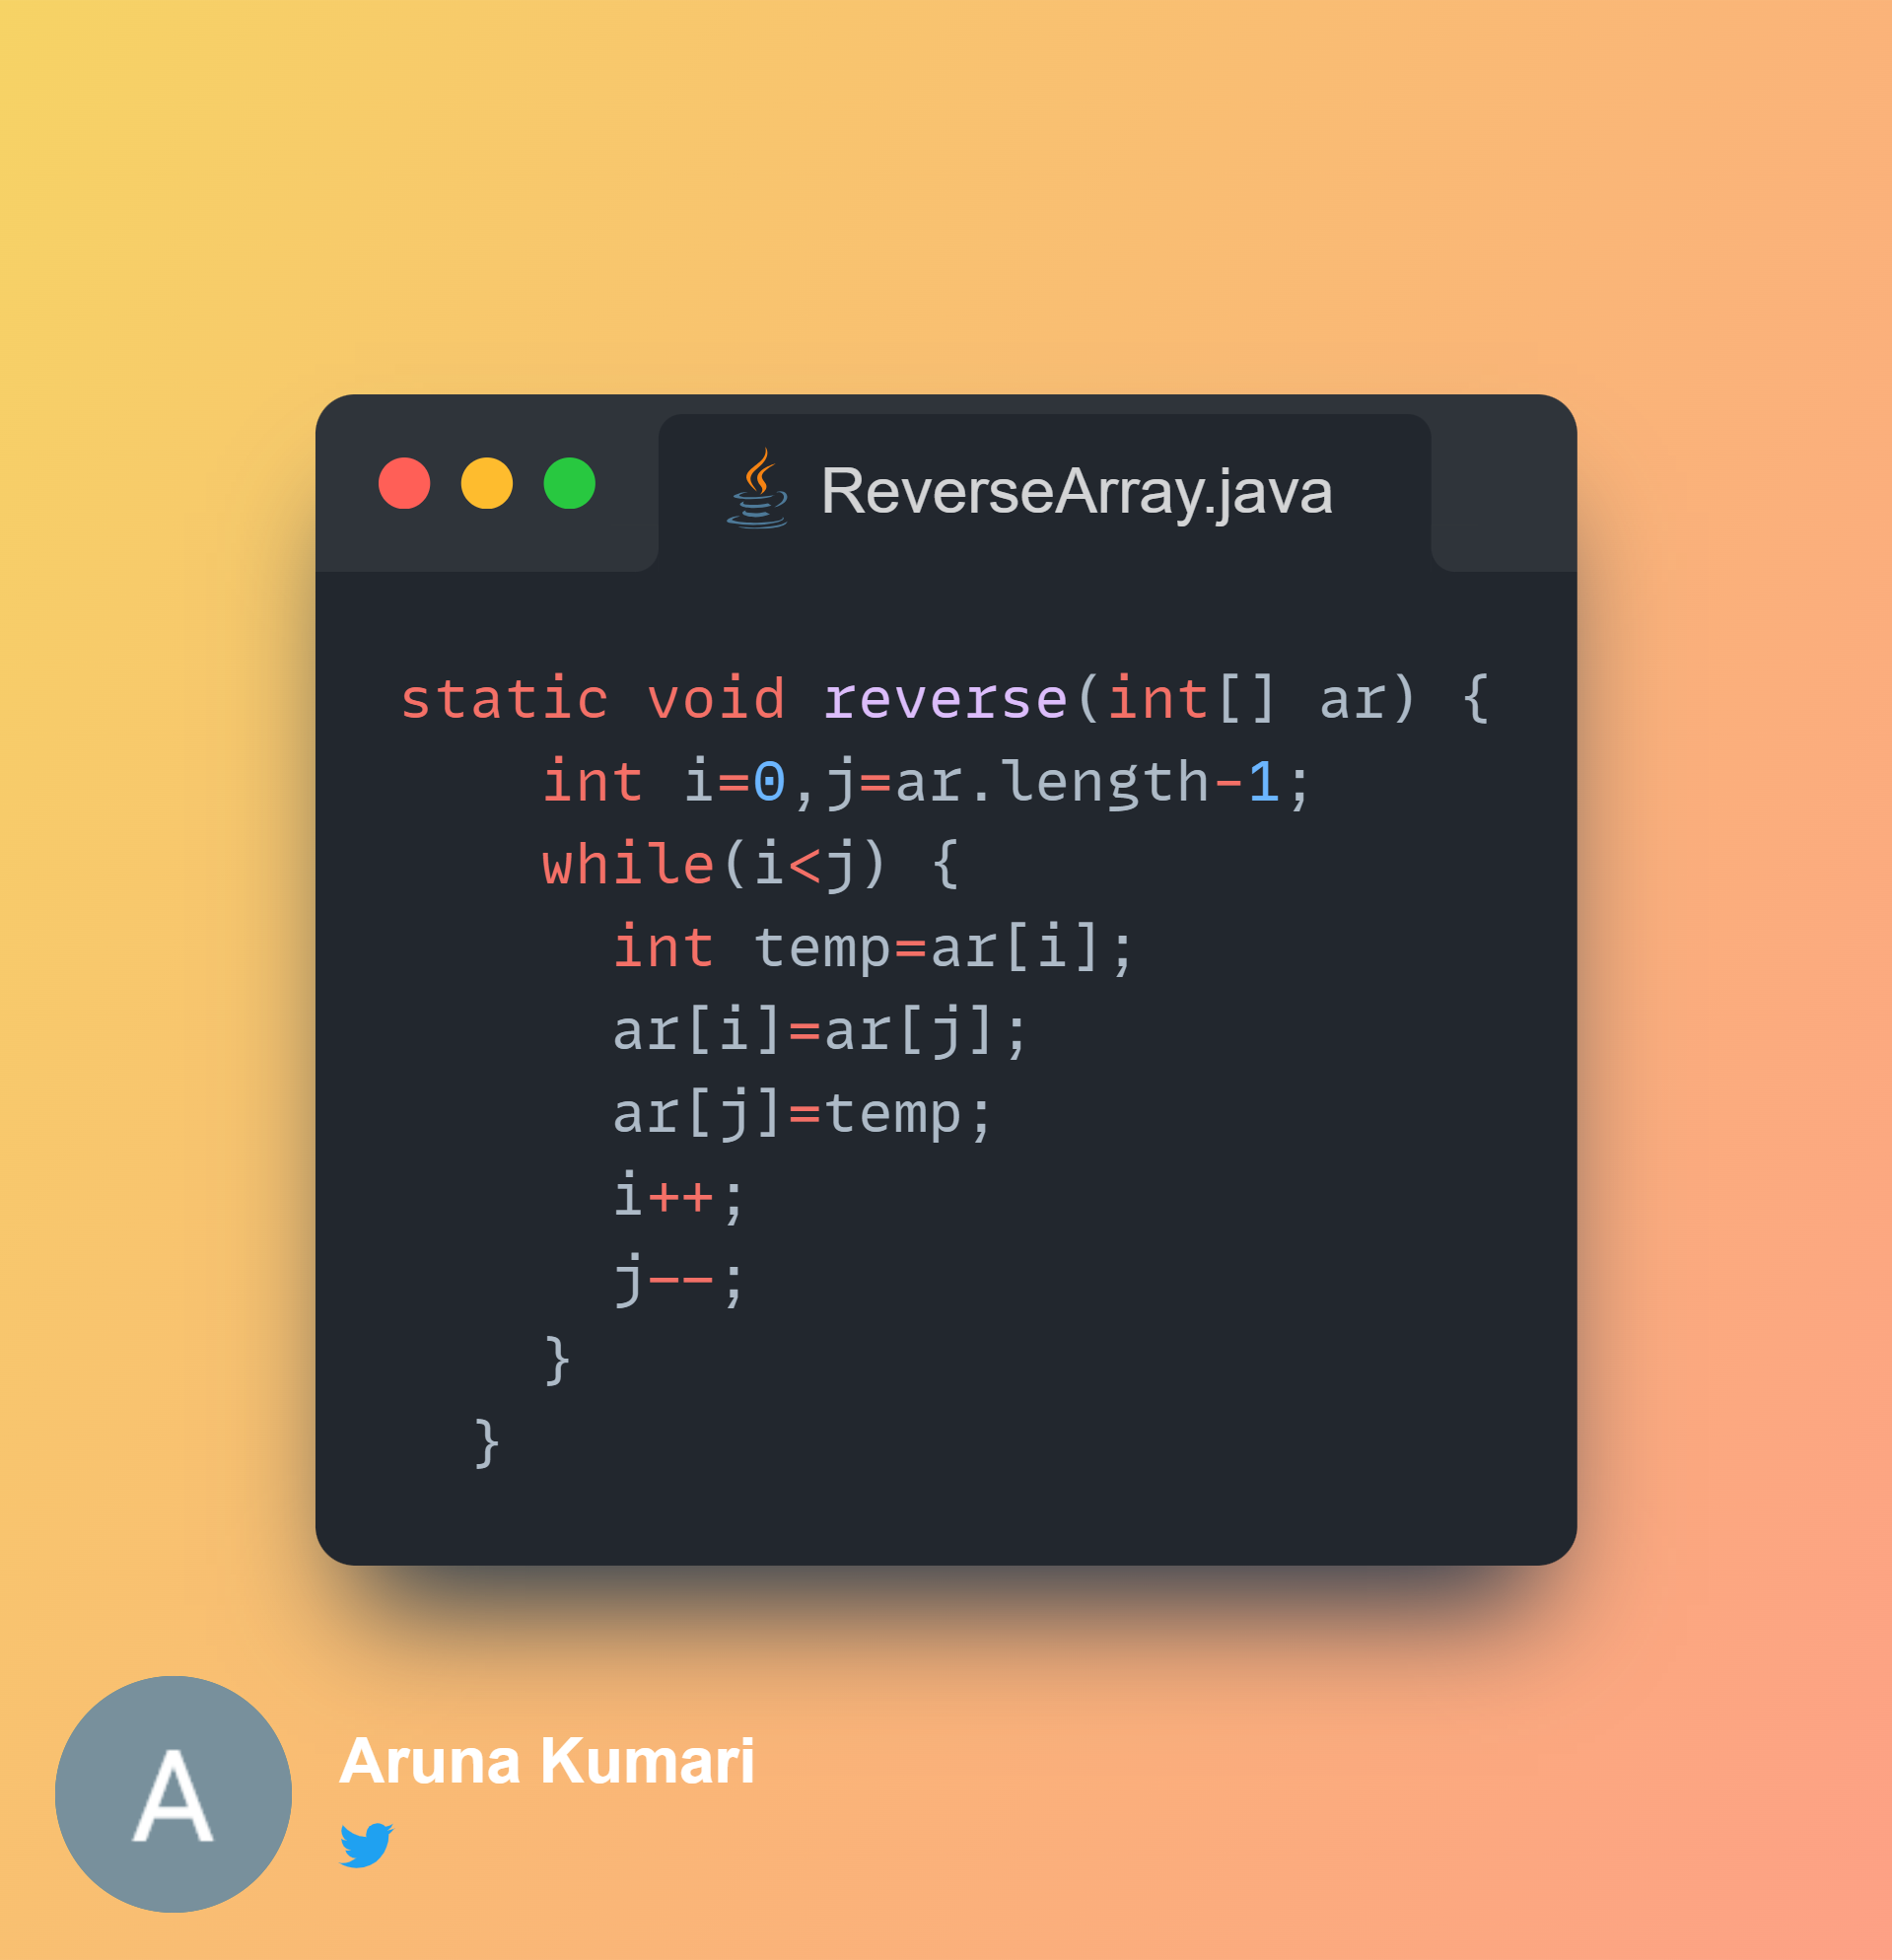 ReverseArray.java
static void reverse(int[] ar) {
    int i=0,j=ar.length-1;
    while(i<j) {
      int temp=ar[i];
      ar[i]=ar[j];
      ar[j]=temp;
      i++;
      j--;
    }
  }
A
Aruna Kumari